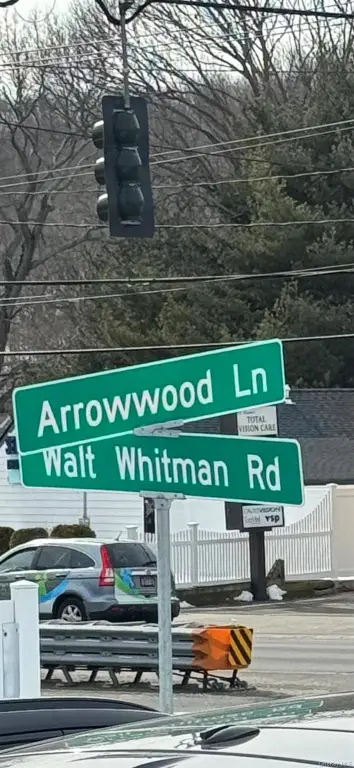 Arrowwood Ln
Walt Whitman Rd
TOTAL
VISION CARE
vsp